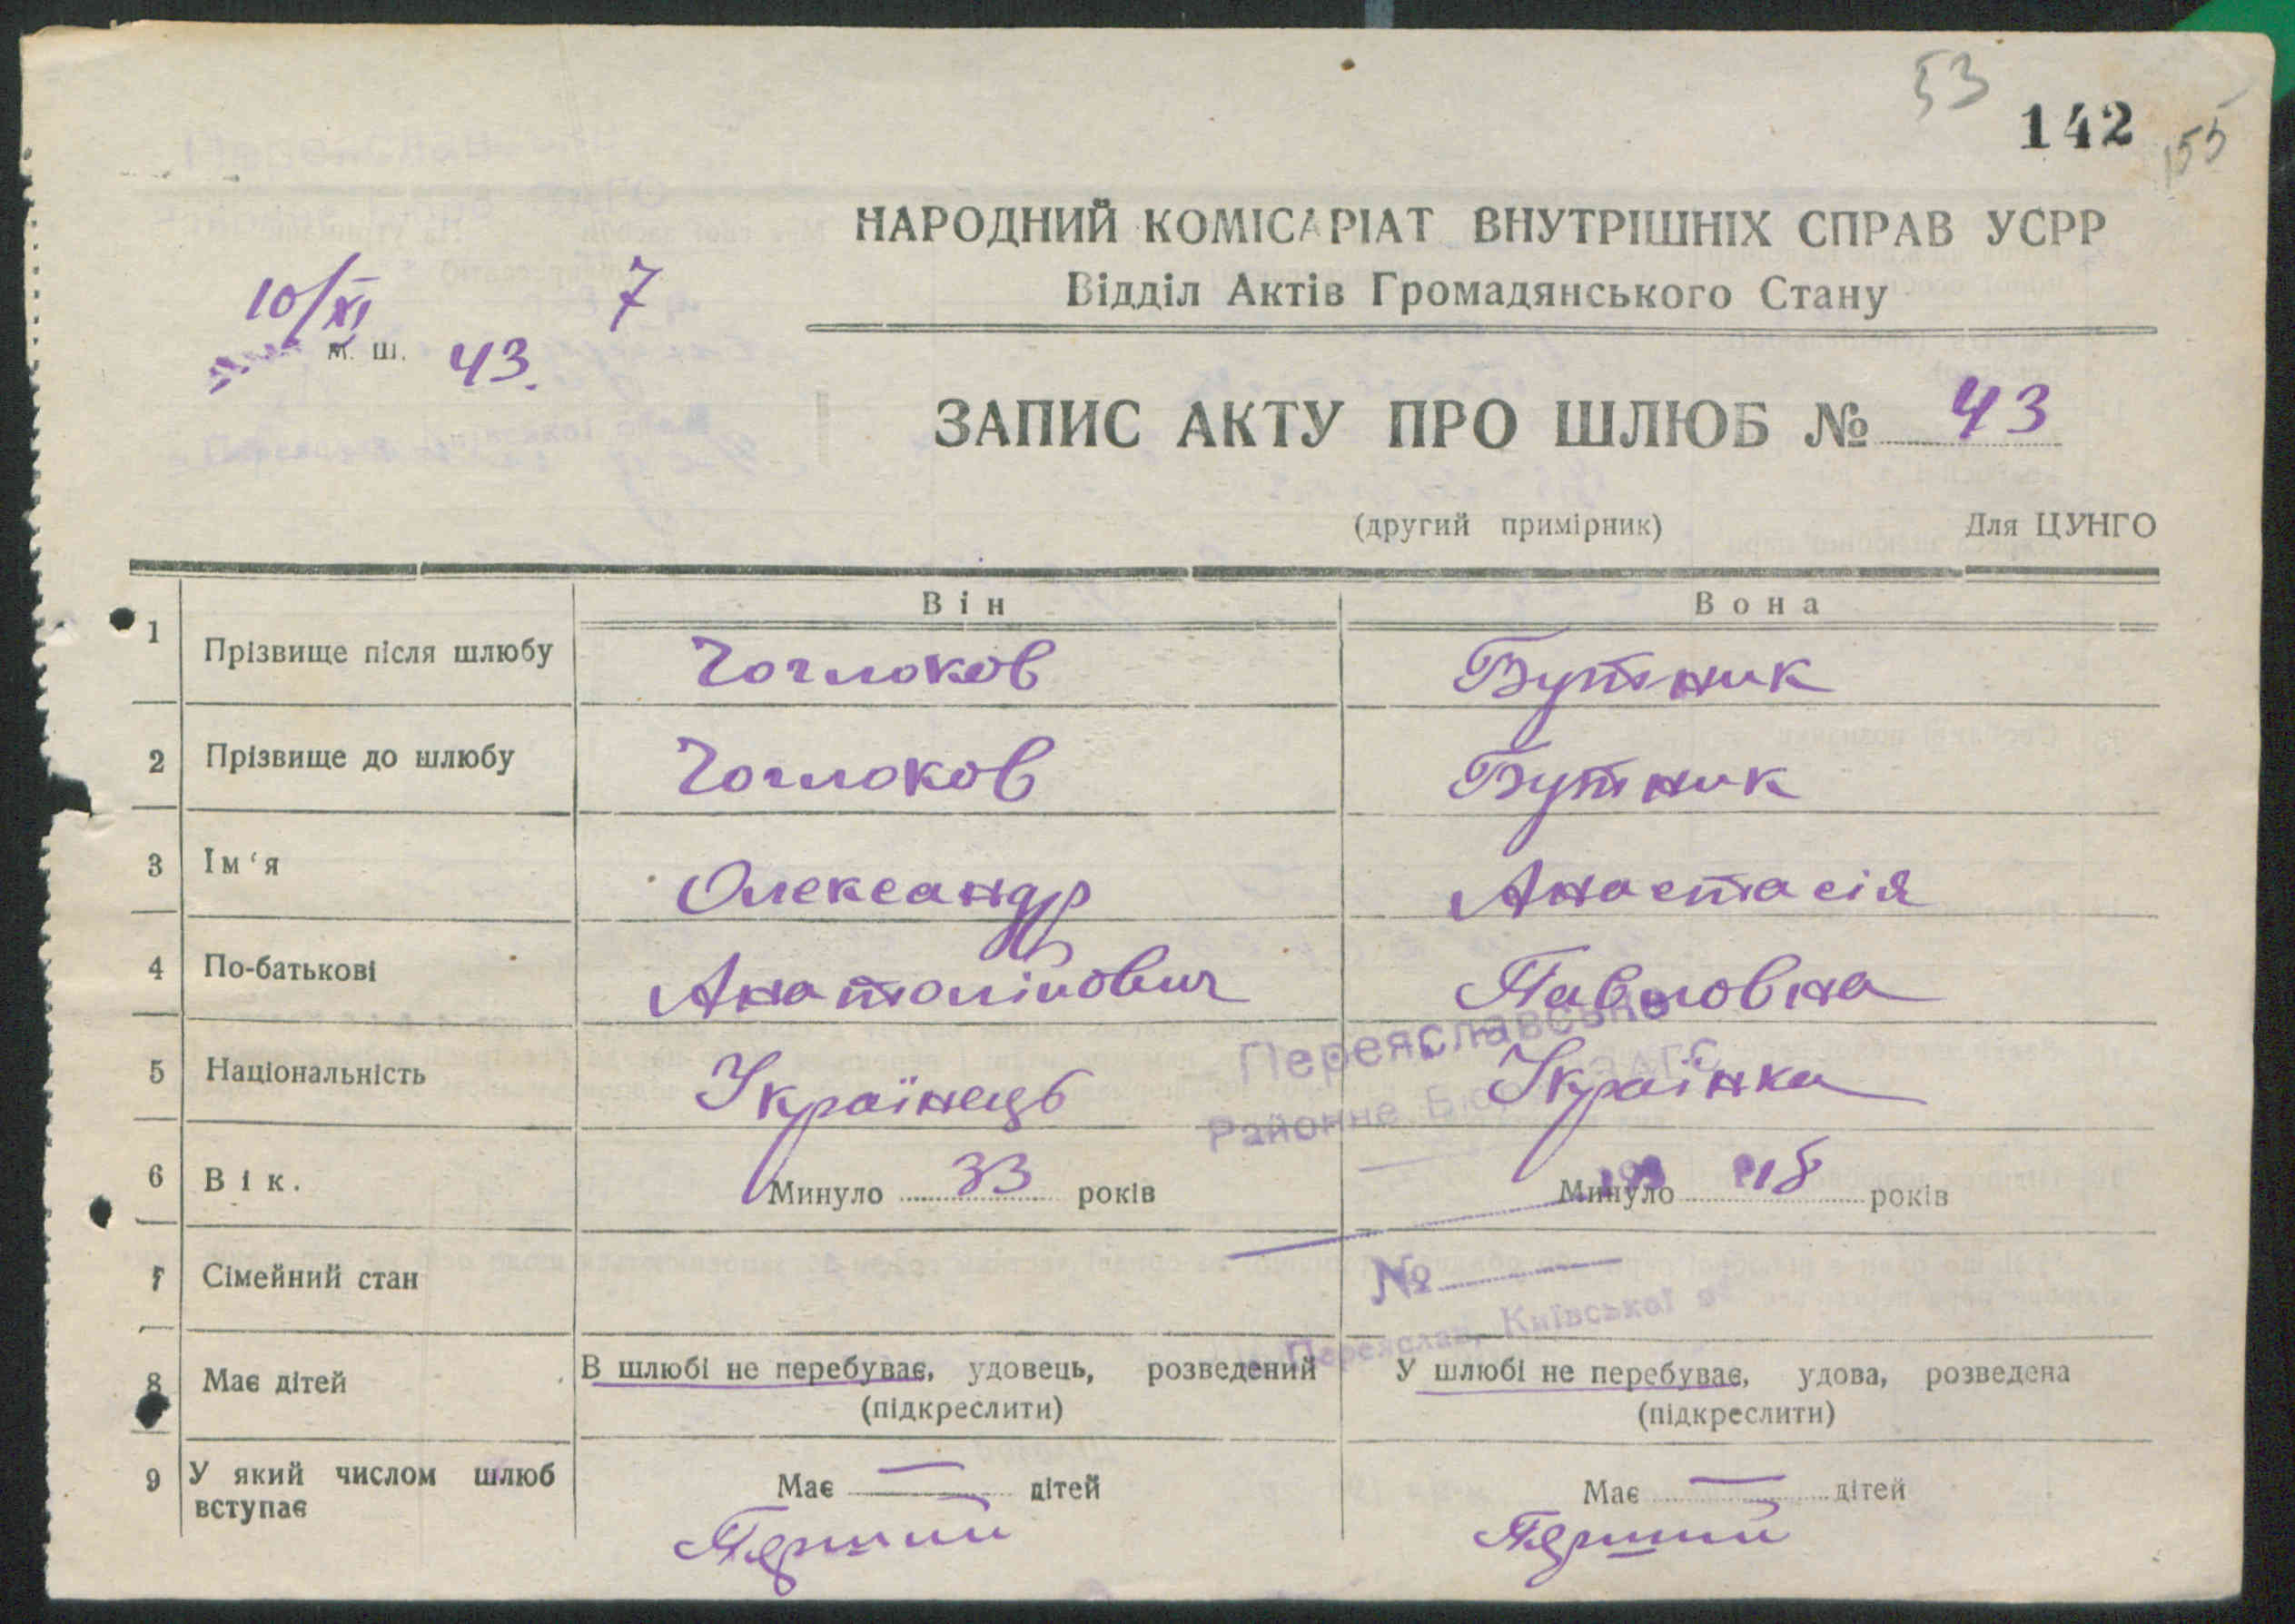 53
142
155
НАРОДНИЙ КОМІСАРІАТ ВНУТРІШНІХ СПРАВ УСРР
Відділ Актів Громадянського Стану
10/XI 7
м. ш. 43.
ЗАПИС АКТУ ПРО ШЛЮБ № 43
(другий примірник) Для ЦУНГО
Він Вона
1 Прізвище після шлюбу Чоглоков Бутник
2 Прізвище до шлюбу Чоглоков Бутник
3 Ім‘я Олександр Анастасія
4 По-батькові Анатолійович Павловна
Переяславське
5 Національність Українець Українка
Районне Бюро ЗАГС
6 Вік. Минуло 33 років Минуло 18 років
7 Сімейний стан
№
м. Переяслав, Київської
8 Має дітей В шлюбі не перебуває, удовець, розведений У шлюбі не перебуває, удова, розведена
(підкреслити) (підкреслити)
9 У який числом шлюб вступає Має — дітей Має — дітей
Перший Перший